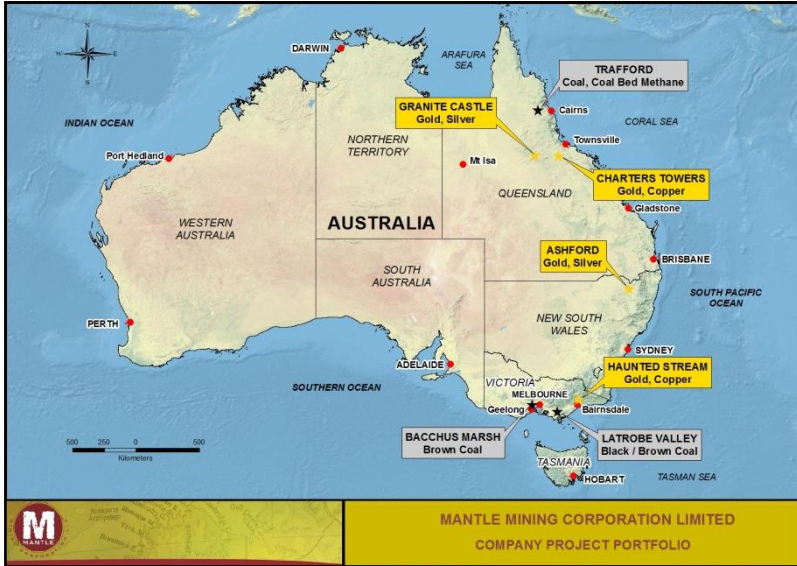 N
W
E
S
DARWIN
ARAFURA
SEA
TRAFFORD
Coal, Coal Bed Methane
GRANITE CASTLE
Gold, Silver
Cairns
INDIAN OCEAN
CORAL SEA
Townsville
NORTHERN
TERRITORY
Port Hedland
Mt Isa
CHARTERS TOWERS
Gold, Copper
QUEENSLAND
Gladstone
WESTERN
AUSTRALIA
AUSTRALIA
ASHFORD
Gold, Silver
BRISBANE
SOUTH
AUSTRALIA
SOUTH PACIFIC
OCEAN
NEW SOUTH
WALES
PERTH
SYDNEY
ADELAIDE
HAUNTED STREAM
Gold, Copper
SOUTHERN OCEAN
VICTORIA
MELBOURNE
Geelong
Bairnsdale
BACCHUS MARSH
Brown Coal
LATROBE VALLEY
Black / Brown Coal
500 250 0 500
Kilometers
TASMANIA
HOBART
TASMAN SEA
M
MANTLE
MANTLE MINING CORPORATION LIMITED
COMPANY PROJECT PORTFOLIO